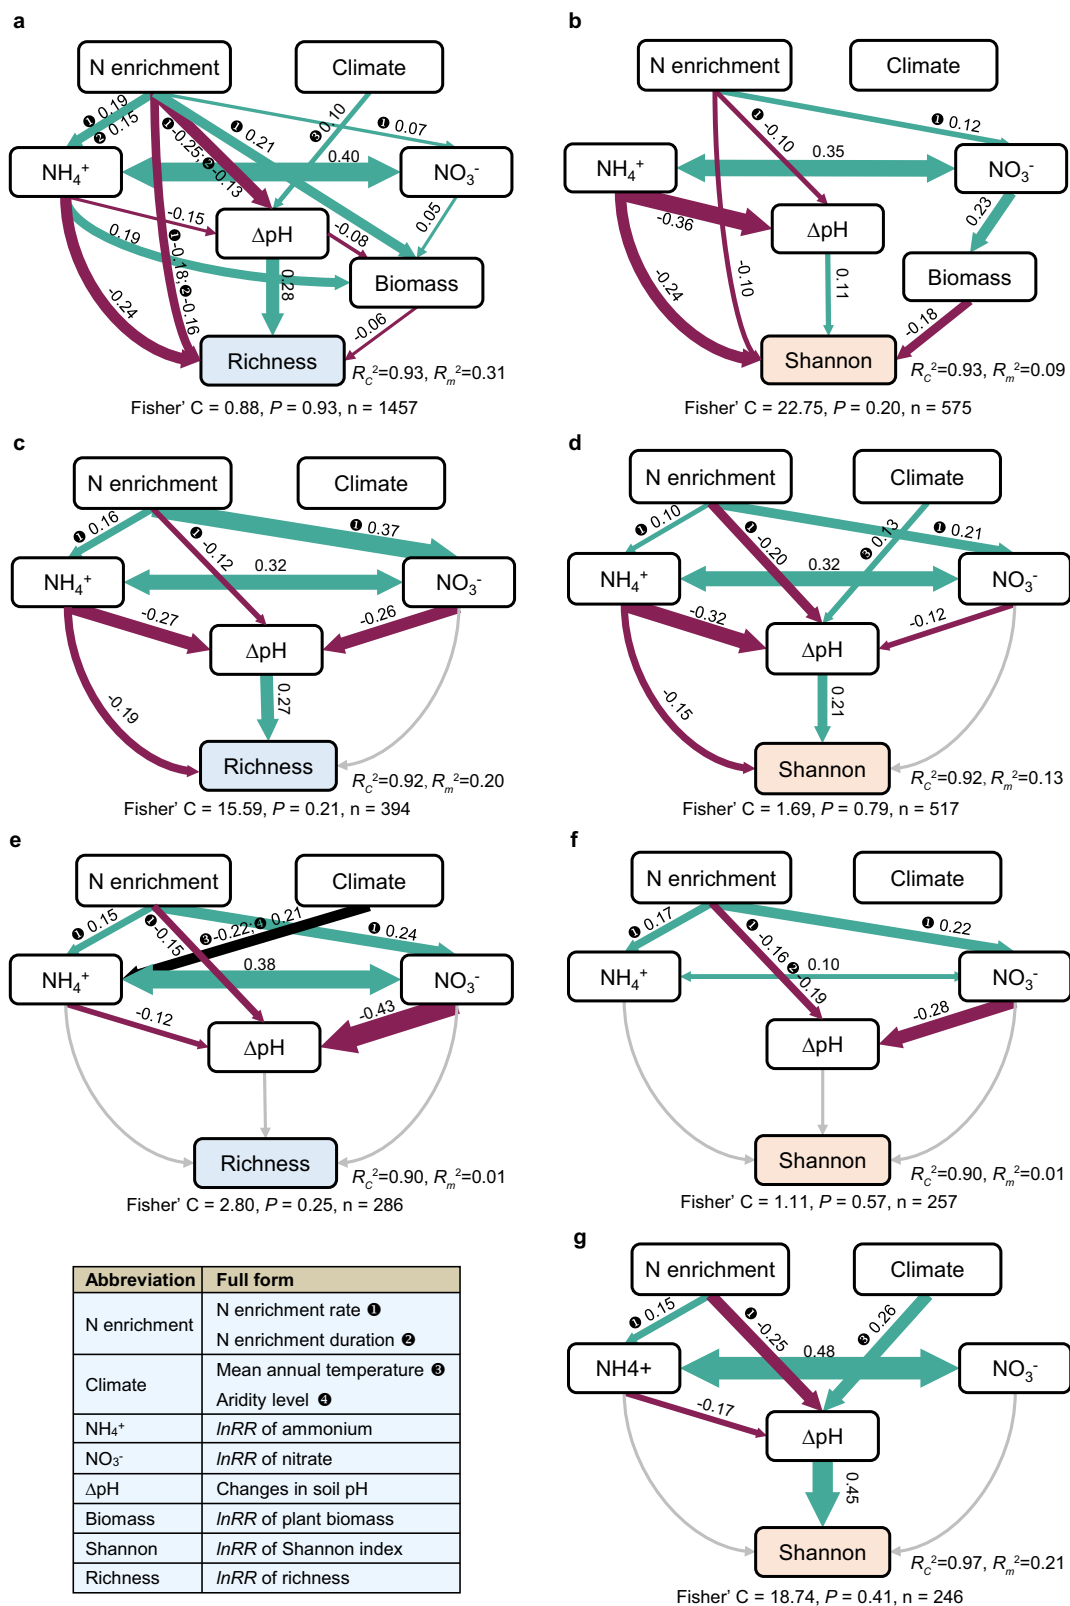 a
N enrichment
Climate
❶ 0.19
❷ 0.15
❶ -0.25; ❷ -0.13
❶ 0.21
❸ 0.10
❶ 0.07
NH₄⁺
0.40
NO₃⁻
-0.15
ΔpH
-0.08
0.05
0.19
Biomass
❶ -0.18; ❷ -0.16
-0.24
0.28
-0.06
Richness
R_C²=0.93, R_m²=0.31
Fisher' C = 0.88, P = 0.93, n = 1457
b
N enrichment
Climate
❶ -0.10
❶ 0.12
NH₄⁺
0.35
NO₃⁻
-0.36
ΔpH
0.23
Biomass
-0.24
-0.10
0.11
-0.18
Shannon
R_C²=0.93, R_m²=0.09
Fisher' C = 22.75, P = 0.20, n = 575
c
N enrichment
Climate
❶ 0.16
❶ -0.12
❶ 0.37
NH₄⁺
0.32
NO₃⁻
-0.27
-0.26
ΔpH
-0.19
0.27
Richness
R_C²=0.92, R_m²=0.20
Fisher' C = 15.59, P = 0.21, n = 394
d
N enrichment
Climate
❶ 0.10
❶ -0.20
❸ 0.13
❶ 0.21
NH₄⁺
0.32
NO₃⁻
-0.32
-0.12
ΔpH
-0.15
0.21
Shannon
R_C²=0.92, R_m²=0.13
Fisher' C = 1.69, P = 0.79, n = 517
e
N enrichment
Climate
❶ 0.15
❶ -0.15
❸ -0.22; ❹ 0.21
❶ 0.24
NH₄⁺
0.38
NO₃⁻
-0.12
-0.43
ΔpH
Richness
R_C²=0.90, R_m²=0.01
Fisher' C = 2.80, P = 0.25, n = 286
f
N enrichment
Climate
❶ 0.17
❶ -0.16 ❷ -0.19
❶ 0.22
NH₄⁺
0.10
NO₃⁻
-0.28
ΔpH
Shannon
R_C²=0.90, R_m²=0.01
Fisher' C = 1.11, P = 0.57, n = 257
g
N enrichment
Climate
❶ 0.15
❶ -0.25
❸ 0.26
NH4+
0.48
NO₃⁻
-0.17
ΔpH
0.45
Shannon
R_C²=0.97, R_m²=0.21
Fisher' C = 18.74, P = 0.41, n = 246
Abbreviation Full form
N enrichment N enrichment rate ❶
N enrichment duration ❷
Climate Mean annual temperature ❸
Aridity level ❹
NH₄⁺ lnRR of ammonium
NO₃⁻ lnRR of nitrate
ΔpH Changes in soil pH
Biomass lnRR of plant biomass
Shannon lnRR of Shannon index
Richness lnRR of richness